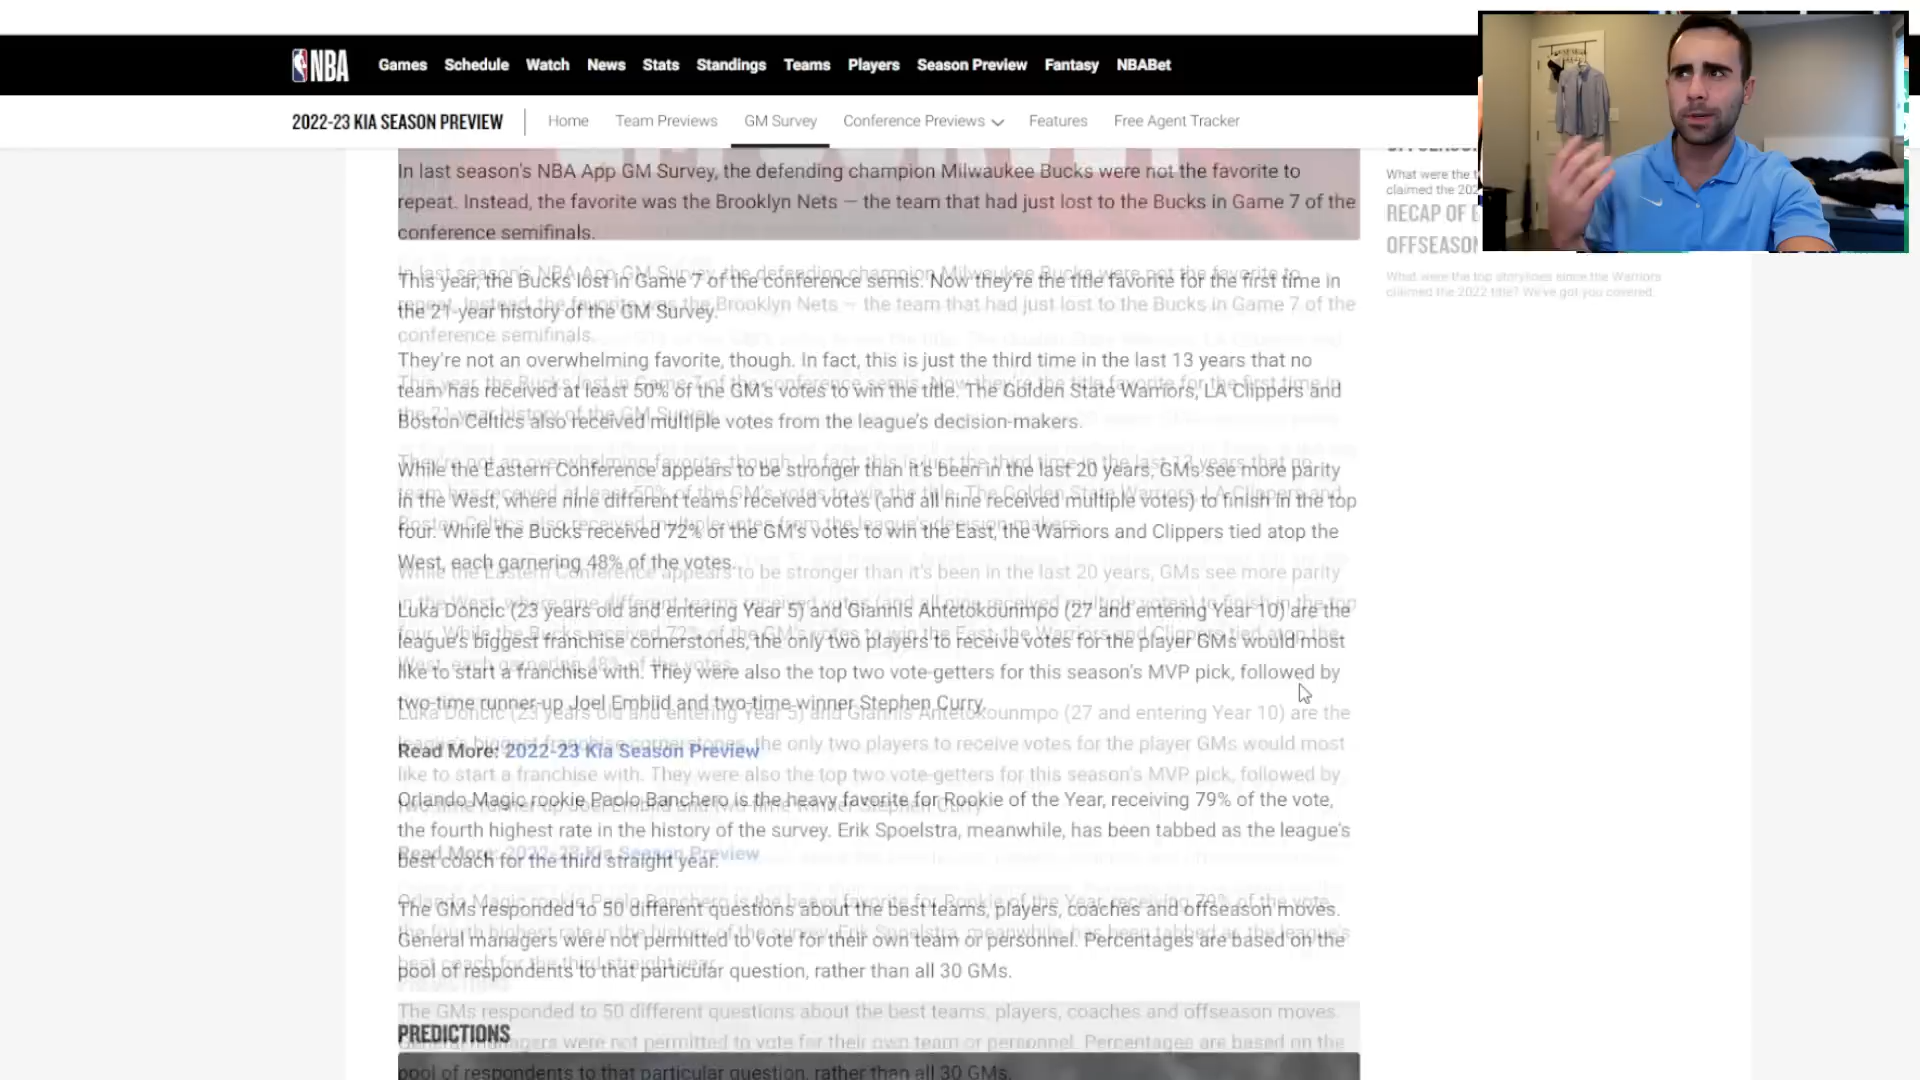 NBA Games Schedule Watch News Stats Standings Teams Players Season Preview Fantasy NBABet
2022-23 KIA SEASON PREVIEW Home Team Previews GM Survey Conference Previews Features Free Agent Tracker
In last season's NBA App GM Survey, the defending champion Milwaukee Bucks were not the favorite to
repeat. Instead, the favorite was the Brooklyn Nets — the team that had just lost to the Bucks in Game 7 of the
conference semifinals.
This year, the Bucks lost in Game 7 of the conference semis. Now they're the title favorite for the first time in
the 21-year history of the GM Survey.
They're not an overwhelming favorite, though. In fact, this is just the third time in the last 13 years that no
team has received at least 50% of the GM's votes to win the title. The Golden State Warriors, LA Clippers and
Boston Celtics also received multiple votes from the league's decision-makers.
While the Eastern Conference appears to be stronger than it's been in the last 20 years, GMs see more parity
in the West, where nine different teams received votes (and all nine received multiple votes) to finish in the top
four. While the Bucks received 72% of the GM's votes to win the East, the Warriors and Clippers tied atop the
West, each garnering 48% of the votes.
Luka Doncic (23 years old and entering Year 5) and Giannis Antetokounmpo (27 and entering Year 10) are the
league's biggest franchise cornerstones, the only two players to receive votes for the player GMs would most
like to start a franchise with. They were also the top two vote-getters for this season's MVP pick, followed by
two-time runner-up Joel Embiid and two-time winner Stephen Curry.
Read More: 2022-23 Kia Season Preview
Orlando Magic rookie Paolo Banchero is the heavy favorite for Rookie of the Year, receiving 79% of the vote,
the fourth highest rate in the history of the survey. Erik Spoelstra, meanwhile, has been tabbed as the league's
best coach for the third straight year.
The GMs responded to 50 different questions about the best teams, players, coaches and offseason moves.
General managers were not permitted to vote for their own team or personnel. Percentages are based on the
pool of respondents to that particular question, rather than all 30 GMs.
PREDICTIONS
What were the
claimed the
RECAP OF
OFFSEASON
What were the top storylines since the Warriors
claimed the 2022 title? We've got you covered.